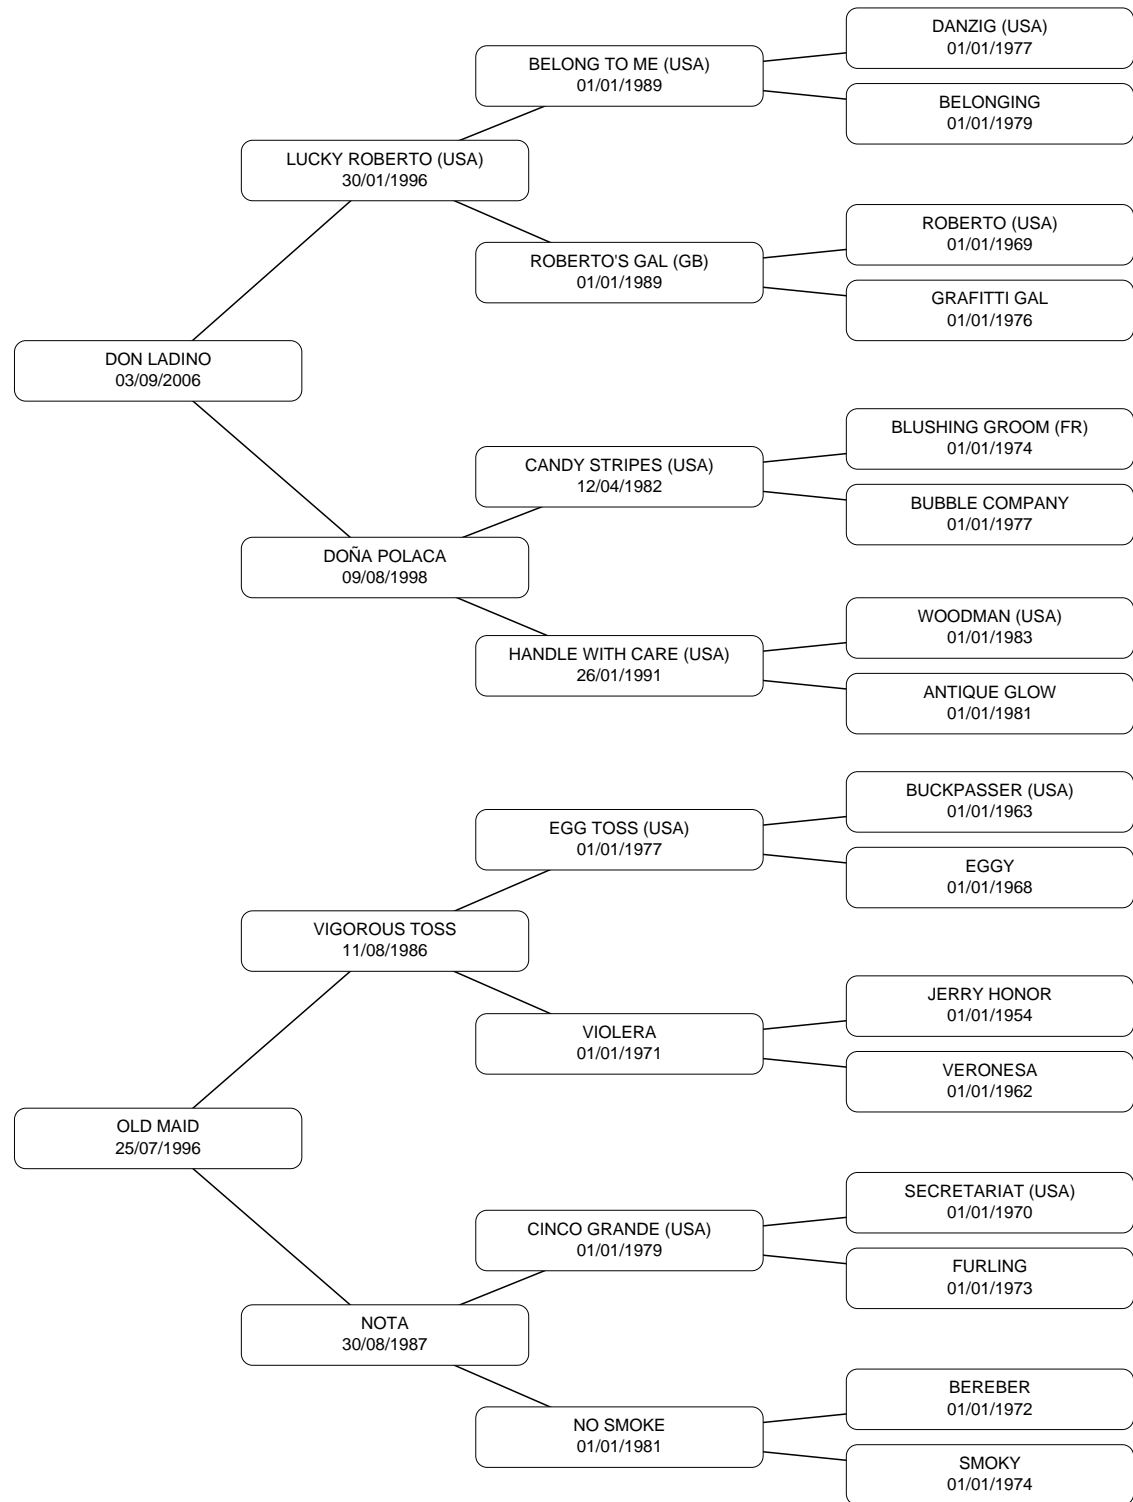 DANZIG (USA)
01/01/1977
BELONG TO ME (USA)
01/01/1989
BELONGING
01/01/1979
LUCKY ROBERTO (USA)
30/01/1996
ROBERTO (USA)
01/01/1969
ROBERTO'S GAL (GB)
01/01/1989
GRAFITTI GAL
01/01/1976
DON LADINO
03/09/2006
BLUSHING GROOM (FR)
01/01/1974
CANDY STRIPES (USA)
12/04/1982
BUBBLE COMPANY
01/01/1977
DOÑA POLACA
09/08/1998
WOODMAN (USA)
01/01/1983
HANDLE WITH CARE (USA)
26/01/1991
ANTIQUE GLOW
01/01/1981
BUCKPASSER (USA)
01/01/1963
EGG TOSS (USA)
01/01/1977
EGGY
01/01/1968
VIGOROUS TOSS
11/08/1986
JERRY HONOR
01/01/1954
VIOLERA
01/01/1971
VERONESA
01/01/1962
OLD MAID
25/07/1996
SECRETARIAT (USA)
01/01/1970
CINCO GRANDE (USA)
01/01/1979
FURLING
01/01/1973
NOTA
30/08/1987
BEREBER
01/01/1972
NO SMOKE
01/01/1981
SMOKY
01/01/1974